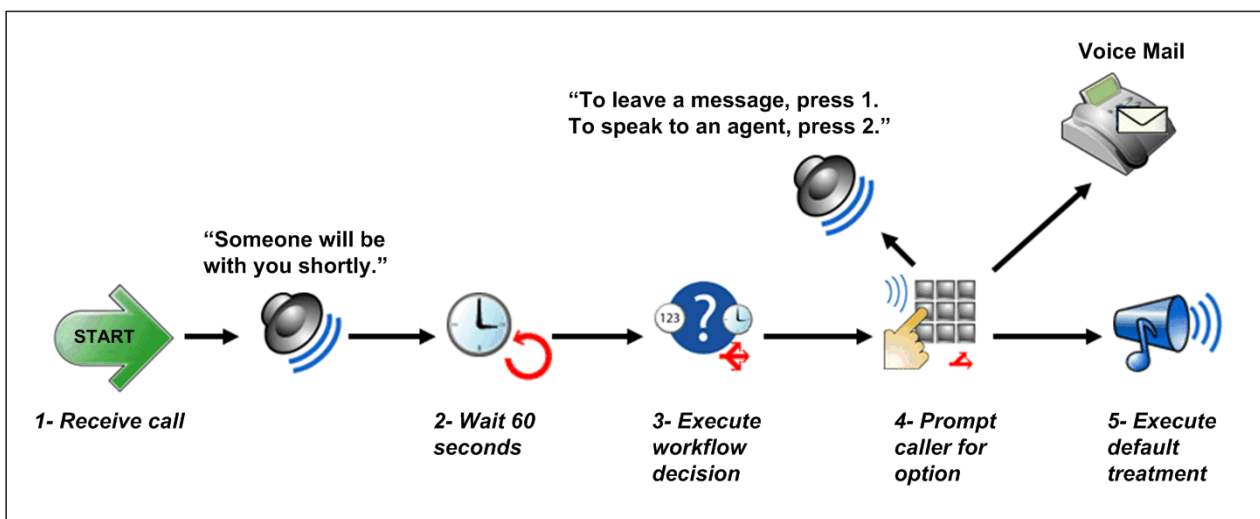 Voice Mail
“To leave a message, press 1.
To speak to an agent, press 2.”
“Someone will be
with you shortly.”
START
123
?
1- Receive call
2- Wait 60
seconds
3- Execute
workflow
decision
4- Prompt
caller for
option
5- Execute
default
treatment